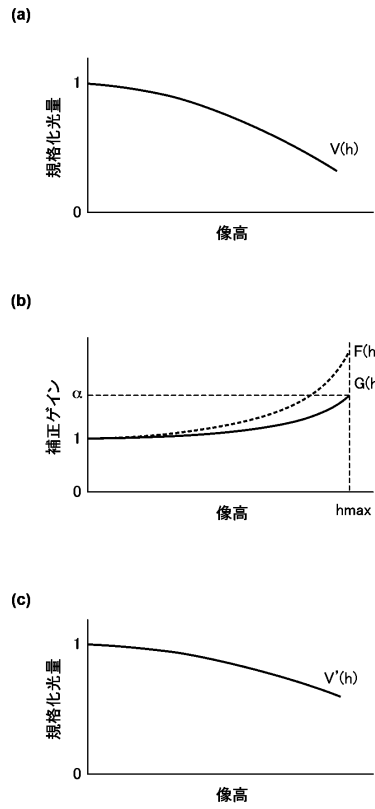 (a)
1
規格化光量
V(h)
0
像高
(b)
F(h
G(h
α
補正ゲイン
1
0
像高
hmax
(c)
1
規格化光量
V'(h)
0
像高